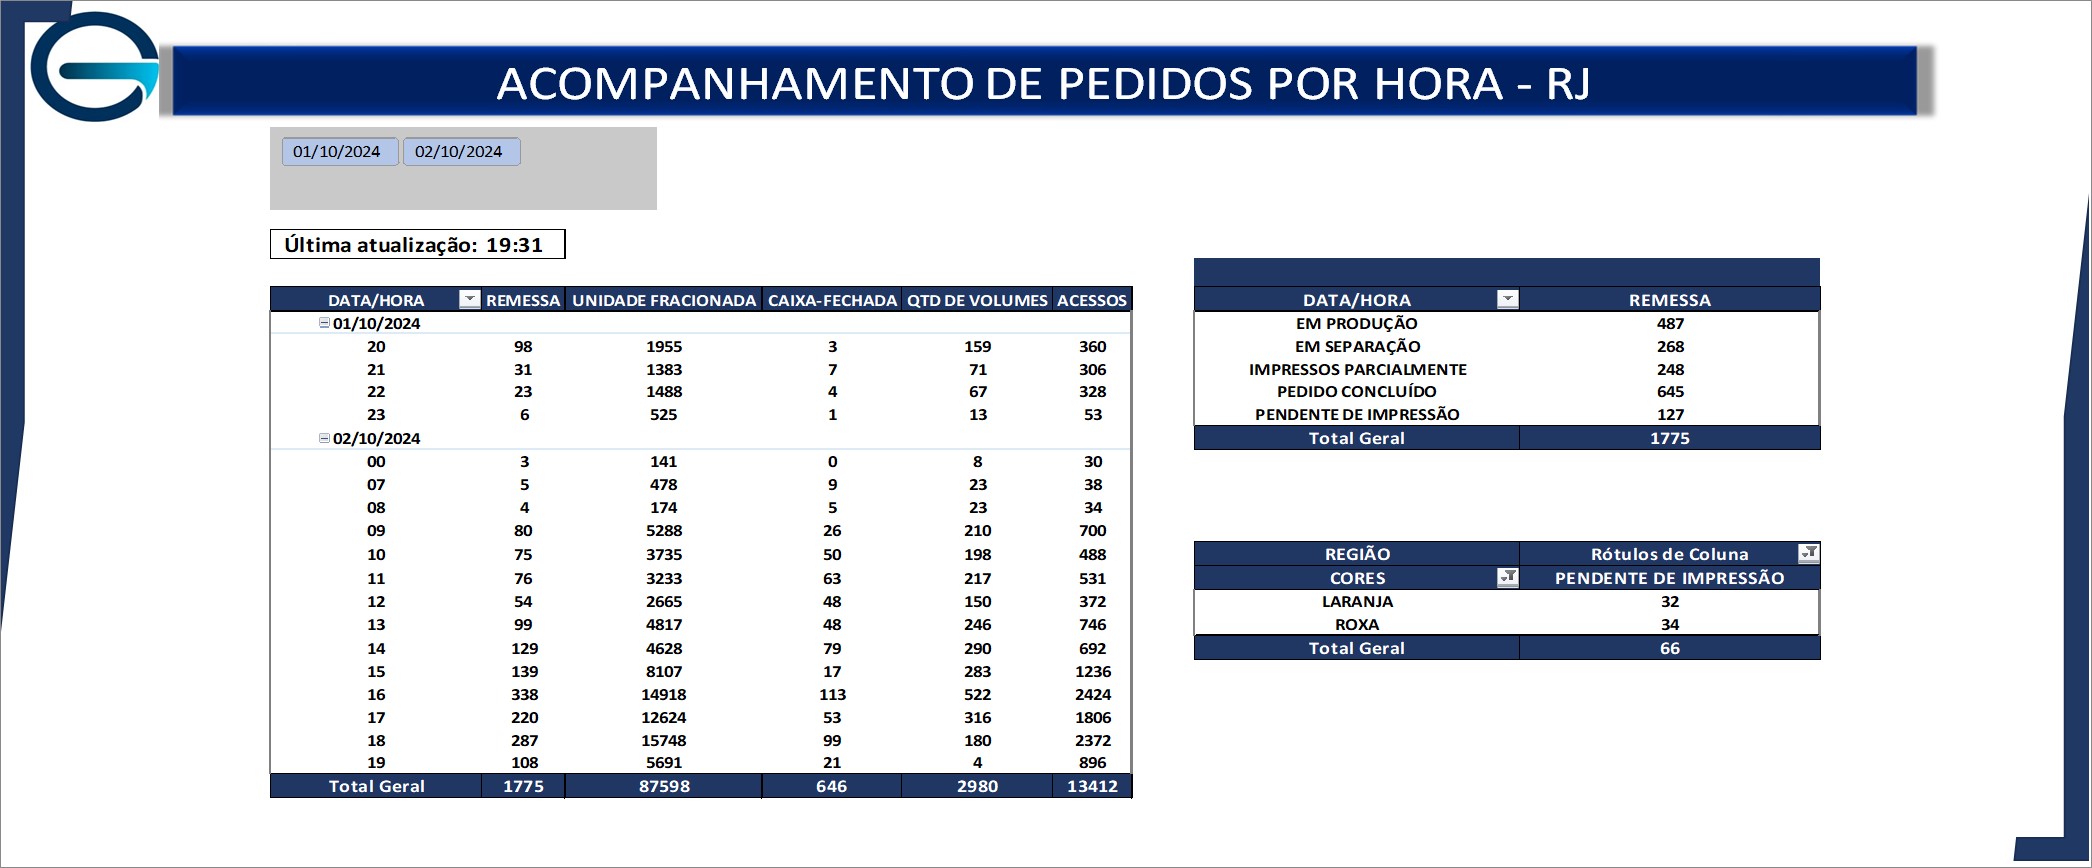 ACOMPANHAMENTO DE PEDIDOS POR HORA - RJ
01/10/2024 02/10/2024
Última atualização: 19:31
DATA/HORA REMESSA UNIDADE FRACIONADA CAIXA-FECHADA QTD DE VOLUMES ACESSOS
01/10/2024
20 98 1955 3 159 360
21 31 1383 7 71 306
22 23 1488 4 67 328
23 6 525 1 13 53
02/10/2024
00 3 141 0 8 30
07 5 478 9 23 38
08 4 174 5 23 34
09 80 5288 26 210 700
10 75 3735 50 198 488
11 76 3233 63 217 531
12 54 2665 48 150 372
13 99 4817 48 246 746
14 129 4628 79 290 692
15 139 8107 17 283 1236
16 338 14918 113 522 2424
17 220 12624 53 316 1806
18 287 15748 99 180 2372
19 108 5691 21 4 896
Total Geral 1775 87598 646 2980 13412
DATA/HORA REMESSA
EM PRODUÇÃO 487
EM SEPARAÇÃO 268
IMPRESSOS PARCIALMENTE 248
PEDIDO CONCLUÍDO 645
PENDENTE DE IMPRESSÃO 127
Total Geral 1775
REGIÃO Rótulos de Coluna
CORES PENDENTE DE IMPRESSÃO
LARANJA 32
ROXA 34
Total Geral 66